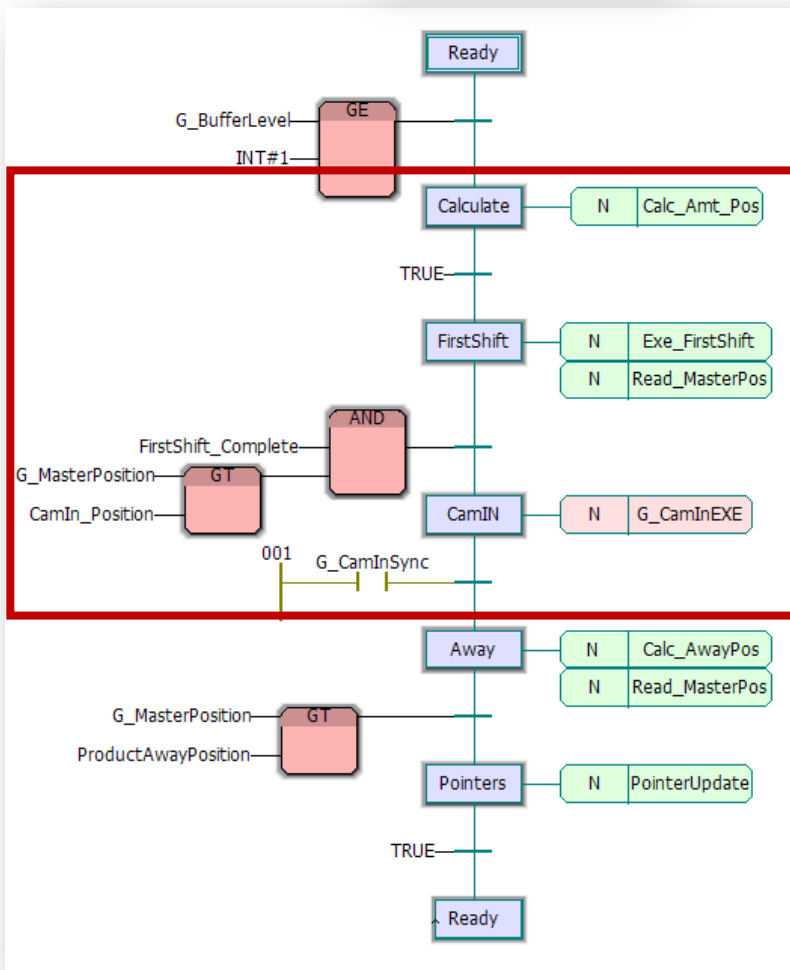 Ready
GE
G_BufferLevel
INT#1
Calculate
N
Calc_Amt_Pos
TRUE
FirstShift
N
Exe_FirstShift
N
Read_MasterPos
AND
FirstShift_Complete
G_MasterPosition
GT
CamIn_Position
CamIN
N
G_CamInEXE
001
G_CamInSync
Away
N
Calc_AwayPos
N
Read_MasterPos
G_MasterPosition
GT
ProductAwayPosition
Pointers
N
PointerUpdate
TRUE
Ready